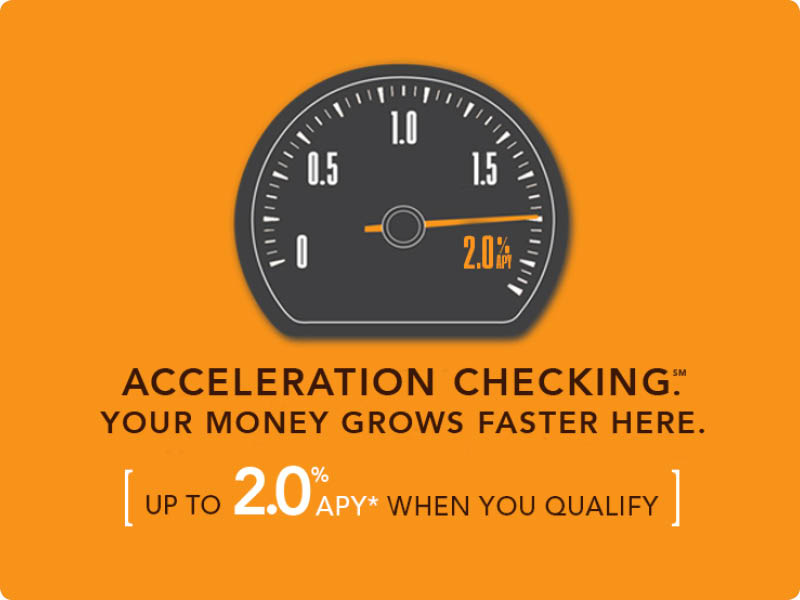 1.0
0.5
1.5
0
2.0% APY
ACCELERATION CHECKING.℠
YOUR MONEY GROWS FASTER HERE.
[ UP TO 2.0% APY* WHEN YOU QUALIFY ]